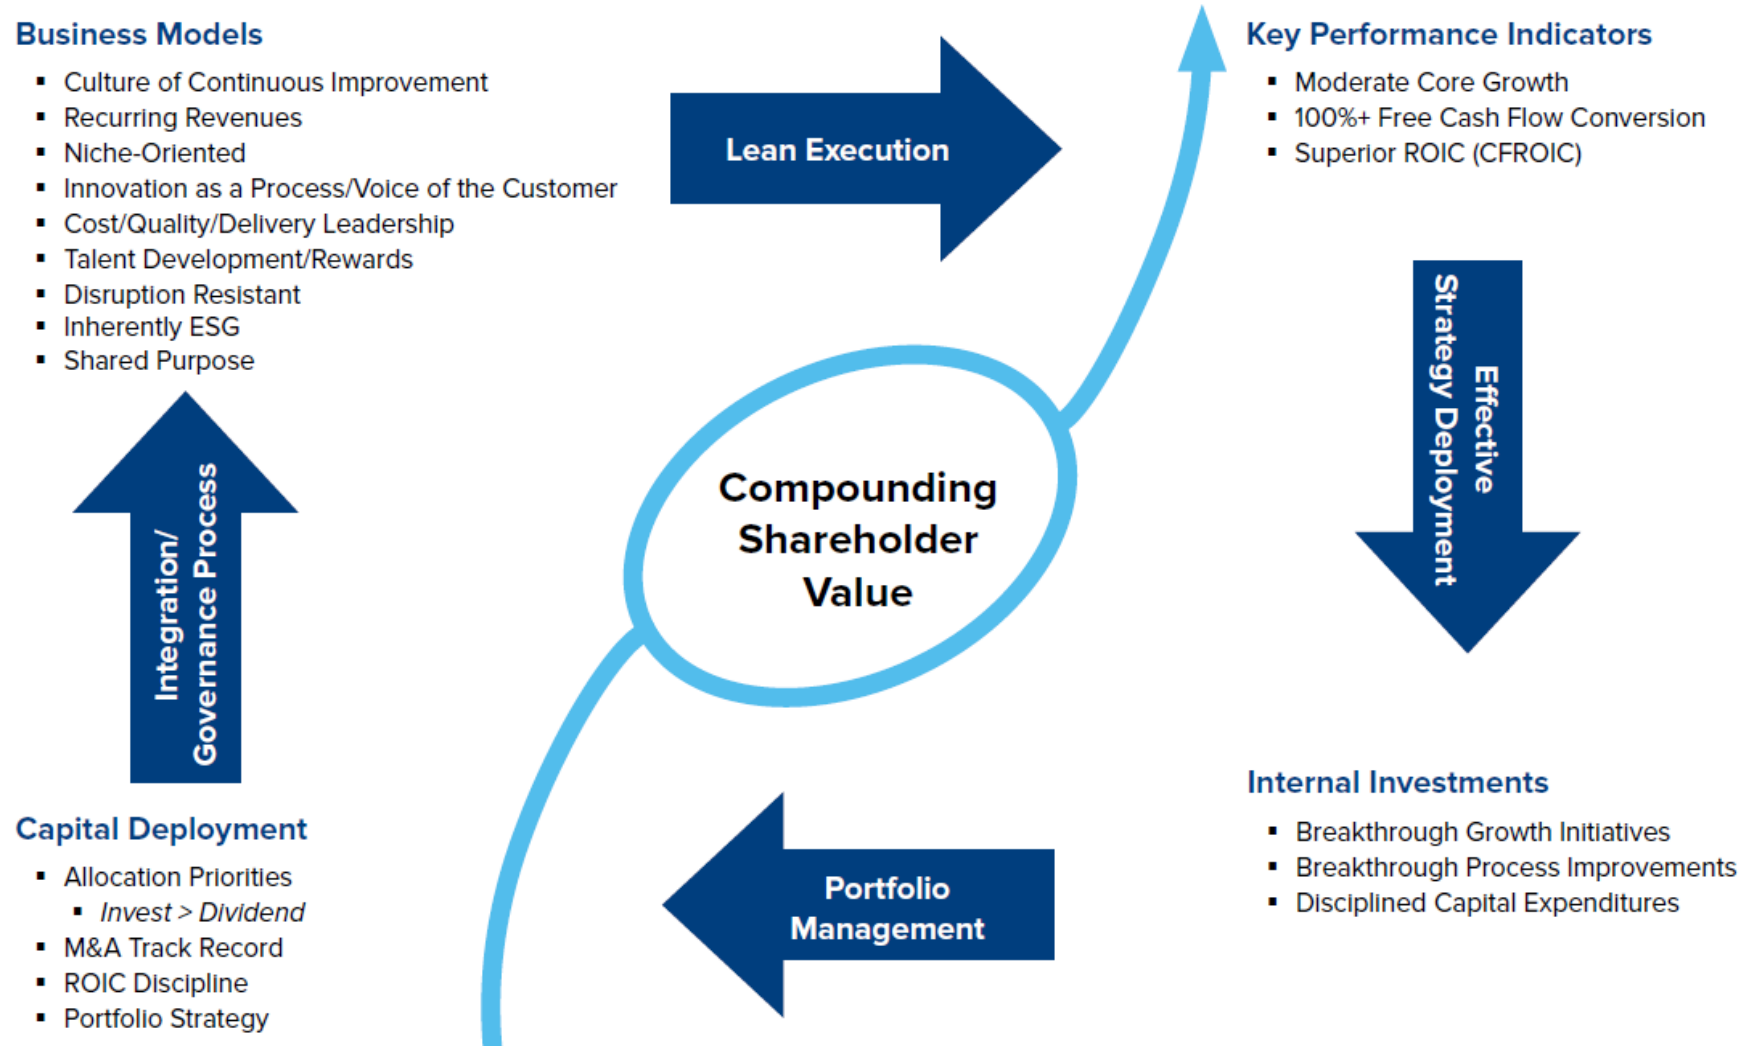 Business Models
▪ Culture of Continuous Improvement
▪ Recurring Revenues
▪ Niche-Oriented
▪ Innovation as a Process/Voice of the Customer
▪ Cost/Quality/Delivery Leadership
▪ Talent Development/Rewards
▪ Disruption Resistant
▪ Inherently ESG
▪ Shared Purpose
Lean Execution
Key Performance Indicators
▪ Moderate Core Growth
▪ 100%+ Free Cash Flow Conversion
▪ Superior ROIC (CFROIC)
Effective
Strategy Deployment
Compounding
Shareholder
Value
Integration/
Governance Process
Internal Investments
▪ Breakthrough Growth Initiatives
▪ Breakthrough Process Improvements
▪ Disciplined Capital Expenditures
Portfolio
Management
Capital Deployment
▪ Allocation Priorities
▪ Invest > Dividend
▪ M&A Track Record
▪ ROIC Discipline
▪ Portfolio Strategy